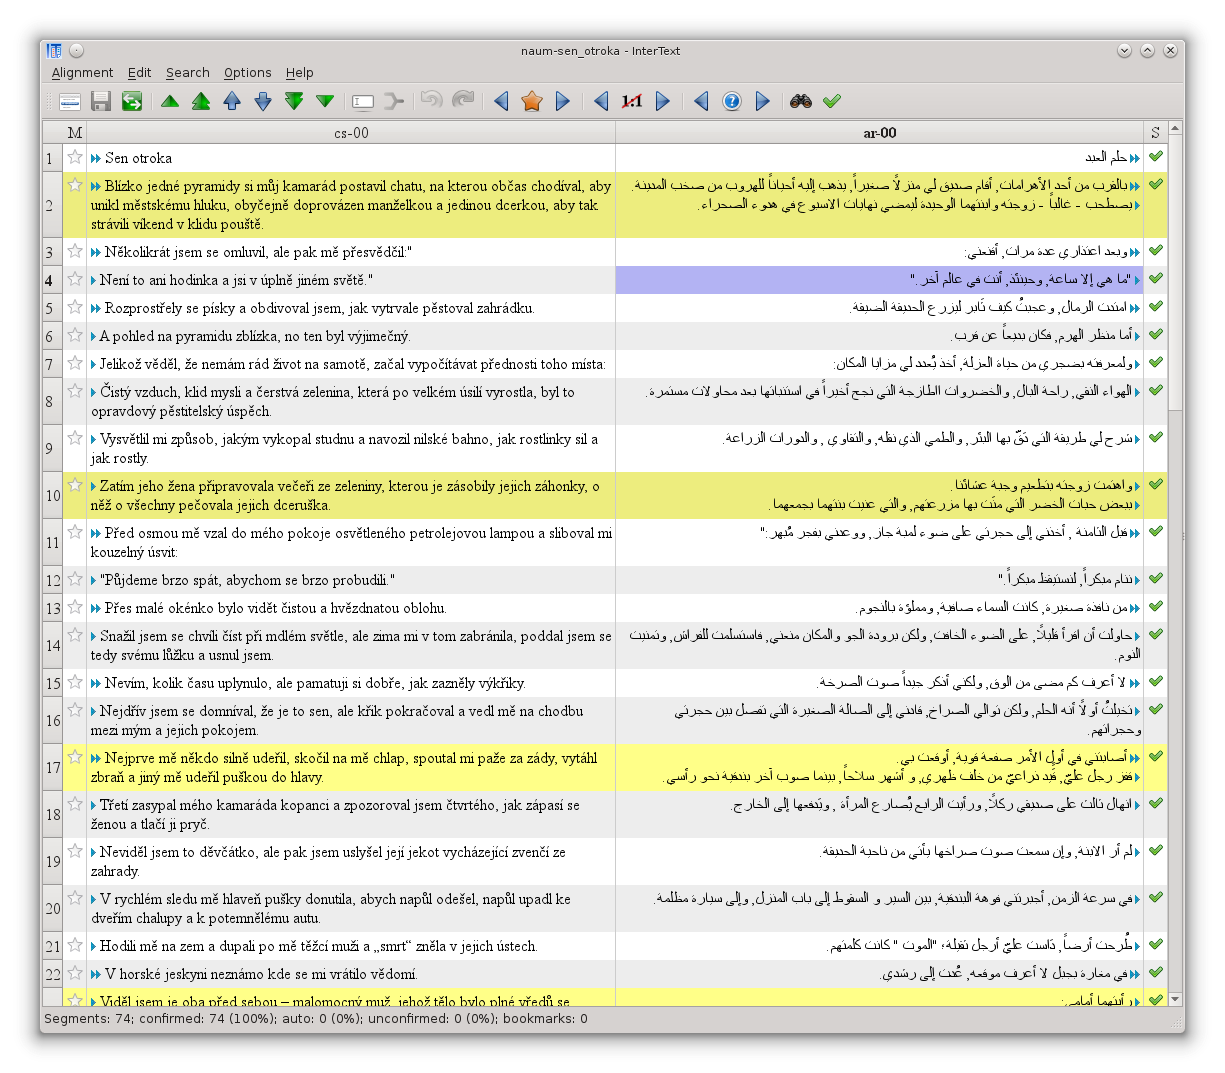 naum-sen_otroka - InterText
Alignment Edit Search Options Help
1:1
M cs-00 ar-00 S
1 Sen otroka حلم العبد
2 Blízko jedné pyramidy si můj kamarád postavil chatu, na kterou občas chodíval, aby بالقرب من أحد الأهرامات, أقام صديق لي منزلاً صغيراً, يذهب إليه أحياناً للهروب من صخب المدينة.
unikl městskému hluku, obyčejně doprovázen manželkou a jedinou dcerkou, aby tak يصطحب - غالباً - زوجته وابنتهما الوحيدة ليمضي نهايات الاسبوع في هدوء الصحراء.
strávili víkend v klidu pouště.
3 Několikrát jsem se omluvil, ale pak mě přesvědčil:" وبعد اعتذاري عدة مرات, أقنعني:
4 Není to ani hodinka a jsi v úplně jiném světě." "ما هي إلا ساعة, وحينئذ, أنت في عالم آخر."
5 Rozprostřely se písky a obdivoval jsem, jak vytrvale pěstoval zahrádku. امتدت الرمال, وعجبتُ كيف ثابر ليزرع الحديقة الضيقة.
6 A pohled na pyramidu zblízka, no ten byl výjimečný. أما منظر الهرم, فكان بديعاً عن قرب.
7 Jelikož věděl, že nemám rád život na samotě, začal vypočítávat přednosti toho místa: ولمعرفته بضجري من حياة العزلة, أخذ يُعدد لي مزايا المكان:
8 Čistý vzduch, klid mysli a čerstvá zelenina, která po velkém úsilí vyrostla, byl to الهواء النقي, راحة البال, والخضروات الطازجة التي نجح أخيراً في استنباتها بعد محاولات مستمرة.
opravdový pěstitelský úspěch.
9 Vysvětlil mi způsob, jakým vykopal studnu a navozil nilské bahno, jak rostlinky sil a شرح لي طريقة التي دَقّ بها البئر, والطمي الذي نقله, والتقاوي , والدورات الزراعة.
jak rostly.
10 Zatím jeho žena připravovala večeři ze zeleniny, kterou je zásobily jejich záhonky, o واهتمت زوجته بتطعيم وجبة عشائنا.
něž o všechny pečovala jejich dceruška. ببعض حبات الخضر التي منّت بها مزرعتهم, والتي عنيت بنتهما بجمعهما.
11 Před osmou mě vzal do mého pokoje osvětleného petrolejovou lampou a sliboval mi قبل الثامنة , أخذني إلى حجرتي على ضوء لمبة جاز, ووعدني بفجر مُبهر:"
kouzelný úsvit:
12 "Půjdeme brzo spát, abychom se brzo probudili." ننام مبكراً, لنستيقظ مبكراً."
13 Přes malé okénko bylo vidět čistou a hvězdnatou oblohu. من نافذة صغيرة, كانت السماء صافية, ومملؤة بالنجوم.
14 Snažil jsem se chvíli číst při mdlém světle, ale zima mi v tom zabránila, poddal jsem se حاولت أن اقرأ قليلاً, على الضوء الخافت, ولكن برودة الجو والمكان منعني, فاستسلمت للفراش, وتمنيت
tedy svému lůžku a usnul jsem. النوم.
15 Nevím, kolik času uplynulo, ale pamatuji si dobře, jak zazněly výkřiky. لا أعرف كم مضى من الوق, ولكني أذكر جيداً صوت الصرخة.
16 Nejdřív jsem se domníval, že je to sen, ale křik pokračoval a vedl mě na chodbu تخيلتُ أولاً أنه الحلم, ولكن توالي الصراخ, قادني إلى الصالة الصغيرة التي تفصل بين حجرتي
mezi mým a jejich pokojem. وحجراتهم.
17 Nejprve mě někdo silně udeřil, skočil na mě chlap, spoutal mi paže za zády, vytáhl أصابتني في أول الأمر صفعة قوية, أوقعت بي.
zbraň a jiný mě udeřil puškou do hlavy. قفز رجل عليّ, قَيد ذراعيّ من خلف ظهري, و أشهر سلاحاً, بينما صوب آخر بندقية نحو رأسي.
18 Třetí zasypal mého kamaráda kopanci a zpozoroval jsem čtvrtého, jak zápasí se انهال ثالث على صديقي ركلاً, ورأيت الرابع يُصارع المرأة , ويَدفعها إلى الخارج.
ženou a tlačí ji pryč.
19 Neviděl jsem to děvčátko, ale pak jsem uslyšel její jekot vycházející zvenčí ze لم أر الابنة, وإن سمعت صوت صراخها يأتي من ناحية الحديقة.
zahrady.
20 V rychlém sledu mě hlaveň pušky donutila, abych napůl odešel, napůl upadl ke في سرعة الزمن, أجبرتني فوهة البندقية, بين السير و السقوط إلى باب المنزل, وإلى سيارة مظلمة.
dveřím chalupy a k potemnělému autu.
21 Hodili mě na zem a dupali po mě těžcí muži a „smrt“ zněla v jejich ústech. طُرحت أرضاً, دَاست عليّ أرجل ثقيلة؛ "الموت " كانت كلمتهم.
22 V horské jeskyni neznámo kde se mi vrátilo vědomí. في مغارة بجبل لا أعرف موقعه, عُدت إلى رشدي.
Viděl jsem je oba před sebou – malomocný muž, jehož tělo bylo plné vředů se رأيتهما أمامي:
Segments: 74; confirmed: 74 (100%); auto: 0 (0%); unconfirmed: 0 (0%); bookmarks: 0